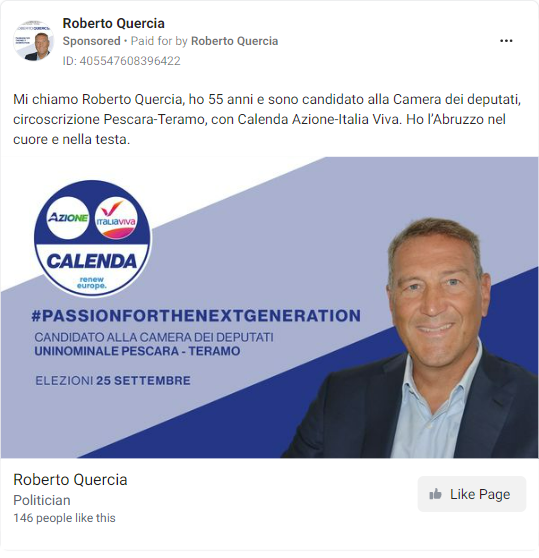 Roberto Quercia
Sponsored • Paid for by Roberto Quercia
ID: 405547608396422
Mi chiamo Roberto Quercia, ho 55 anni e sono candidato alla Camera dei deputati,
circoscrizione Pescara-Teramo, con Calenda Azione-Italia Viva. Ho l'Abruzzo nel
cuore e nella testa.
AZIONE
ITALIAVIVA
CALENDA
renew
europe.
#PASSIONFORTHENEXTGENERATION
CANDIDATO ALLA CAMERA DEI DEPUTATI
UNINOMINALE PESCARA - TERAMO
ELEZIONI 25 SETTEMBRE
Roberto Quercia
Politician
146 people like this
Like Page